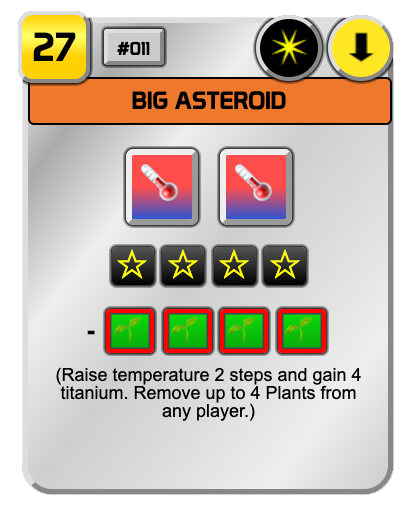 27
#011
BIG ASTEROID
-
(Raise temperature 2 steps and gain 4
titanium. Remove up to 4 Plants from
any player.)